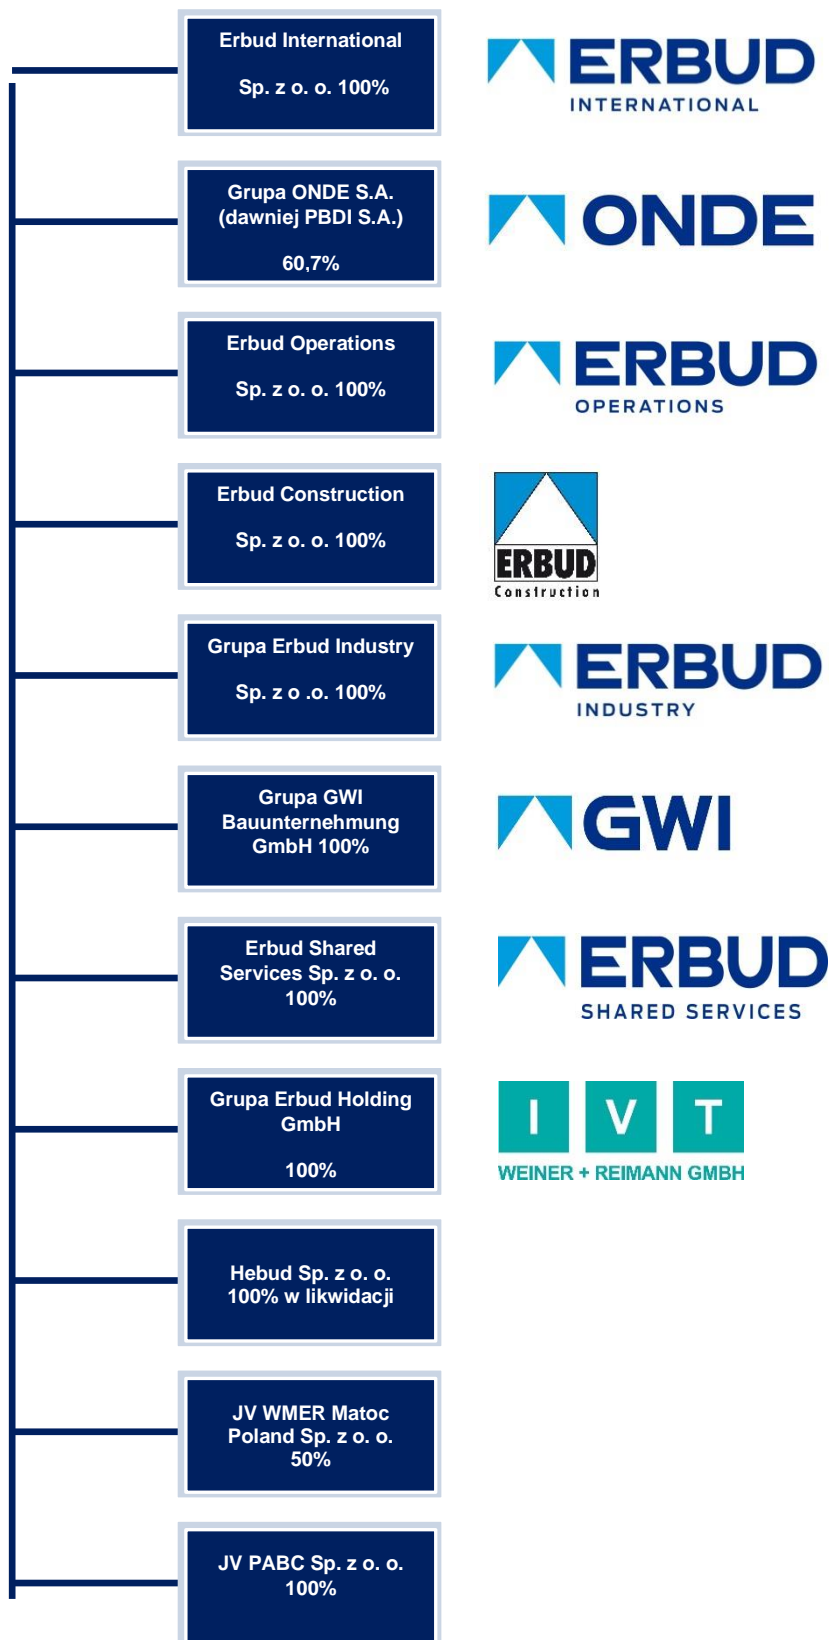 Erbud International
Sp. z o. o. 100%
ERBUD
INTERNATIONAL
Grupa ONDE S.A.
(dawniej PBDI S.A.)
60,7%
ONDE
Erbud Operations
Sp. z o. o. 100%
ERBUD
OPERATIONS
Erbud Construction
Sp. z o. o. 100%
ERBUD
Construction
Grupa Erbud Industry
Sp. z o .o. 100%
ERBUD
INDUSTRY
Grupa GWI
Bauunternehmung
GmbH 100%
GWI
Erbud Shared
Services Sp. z o. o.
100%
ERBUD
SHARED SERVICES
Grupa Erbud Holding
GmbH
100%
I V T
WEINER + REIMANN GMBH
Hebud Sp. z o. o.
100% w likwidacji
JV WMER Matoc
Poland Sp. z o. o.
50%
JV PABC Sp. z o. o.
100%